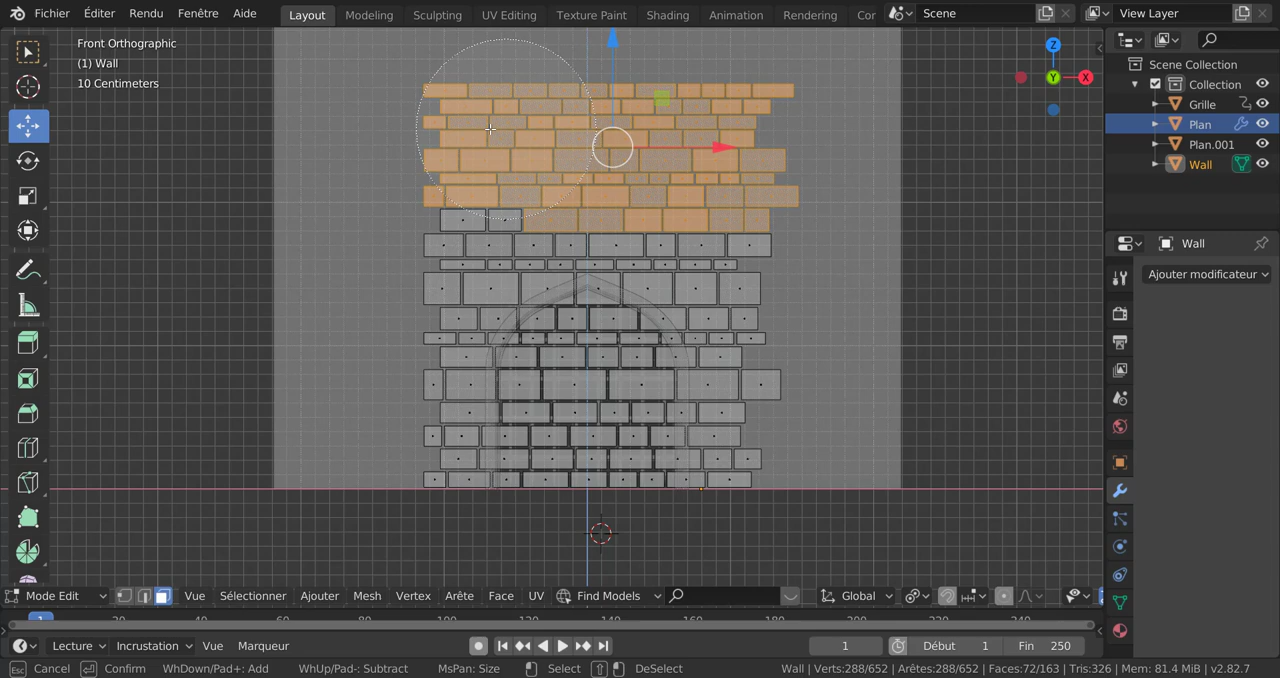 Fichier Éditer Rendu Fenêtre Aide Layout Modeling Sculpting UV Editing Texture Paint Shading Animation Rendering Cor Scene View Layer
Front Orthographic
(1) Wall
10 Centimeters
Z
Y
X
Scene Collection
Collection
Grille
Plan
Plan.001
Wall
Wall
Ajouter modificateur
Mode Edit Vue Sélectionner Ajouter Mesh Vertex Arête Face UV Find Models Global
Lecture Incrustation Vue Marqueur 1 Début 1 Fin 250
Esc Cancel Confirm WhDown/Pad+: Add WhUp/Pad-: Subtract MsPan: Size Select DeSelect Wall | Verts:288/652 | Arêtes:288/652 | Faces:72/163 | Tris:326 | Mem: 81.4 MiB | v2.82.7